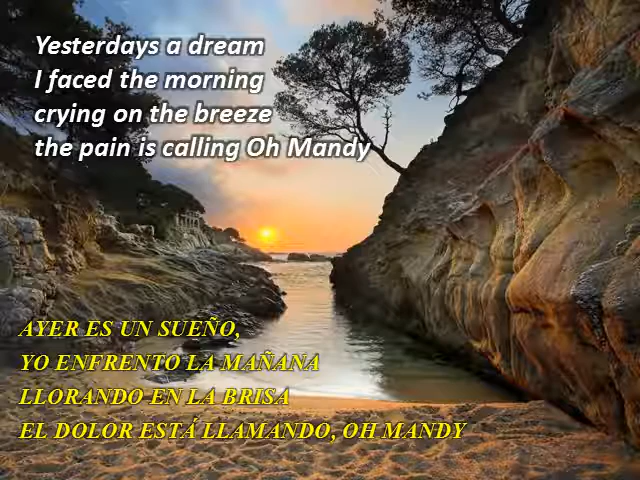 Yesterdays a dream
I faced the morning
crying on the breeze
the pain is calling Oh Mandy
AYER ES UN SUEÑO,
YO ENFRENTO LA MAÑANA
LLORANDO EN LA BRISA
EL DOLOR ESTÁ LLAMANDO, OH MANDY